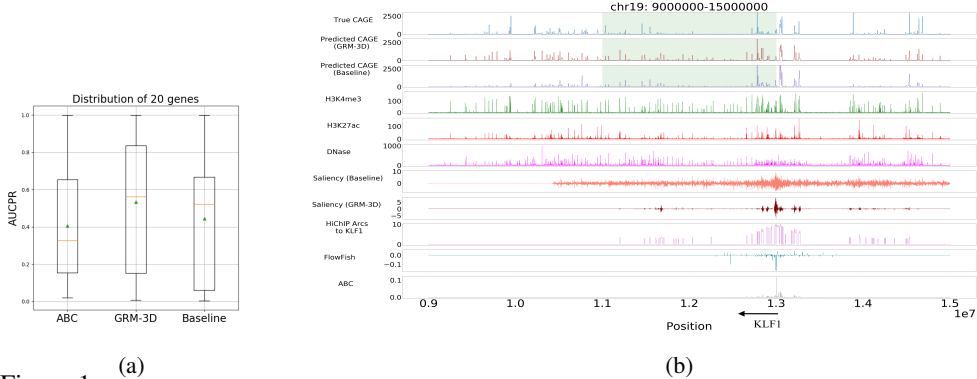 Distribution of 20 genes
AUCPR
1.0
0.8
0.6
0.4
0.2
0.0
ABC GRM-3D Baseline
(a)
chr19: 9000000-15000000
True CAGE
2500
0
Predicted CAGE
(GRM-3D)
2500
0
Predicted CAGE
(Baseline)
2500
0
H3K4me3
100
0
H3K27ac
100
0
DNase
1000
0
Saliency (Baseline)
10
0
Saliency (GRM-3D)
5
0
−5
HiChIP Arcs
to KLF1
10
0
FlowFish
0.0
−0.1
ABC
0.1
0.0
0.9 1.0 1.1 1.2 1.3 1.4 1.5
1e7
Position
KLF1
(b)